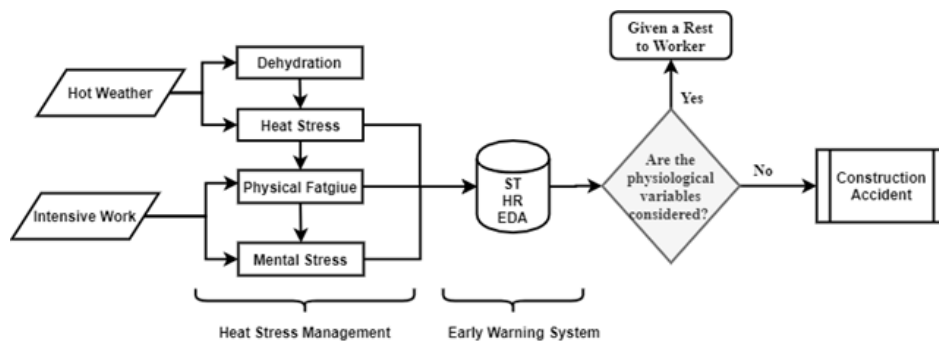 Hot Weather
Intensive Work
Dehydration
Heat Stress
Physical Fatgiue
Mental Stress
Heat Stress Management
ST
HR
EDA
Early Warning System
Given a Rest
to Worker
Yes
Are the
physiological
variables
considered?
No
Construction
Accident